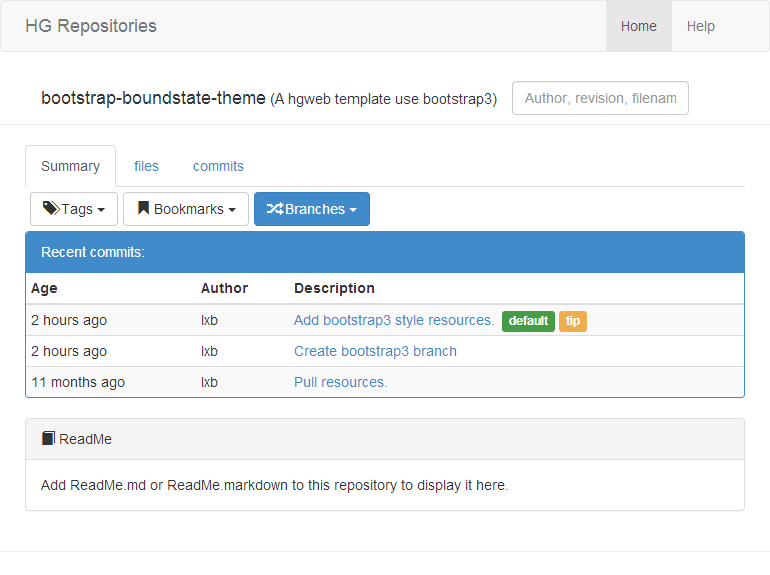 HG Repositories Home Help
bootstrap-boundstate-theme (A hgweb template use bootstrap3) Author, revision, filenam
Summary files commits
Tags Bookmarks Branches
Recent commits:
Age Author Description
2 hours ago lxb Add bootstrap3 style resources. default tip
2 hours ago lxb Create bootstrap3 branch
11 months ago lxb Pull resources.
ReadMe
Add ReadMe.md or ReadMe.markdown to this repository to display it here.